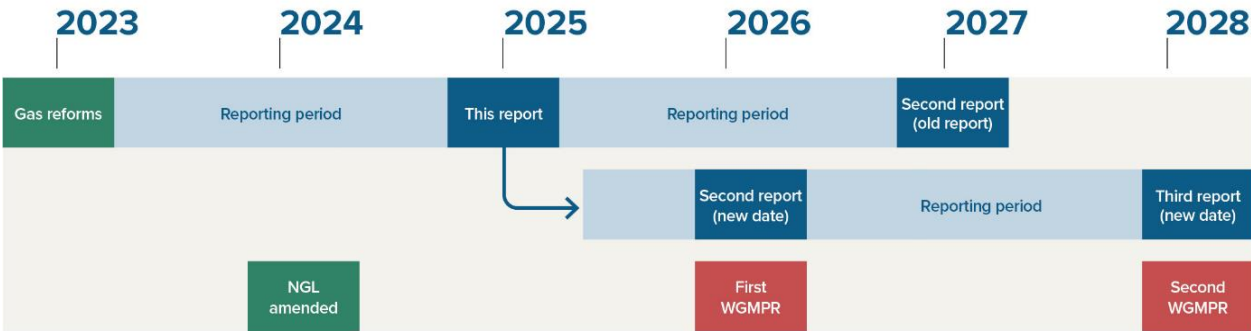 2023 2024 2025 2026 2027 2028
Gas reforms Reporting period This report Reporting period Second report
(old report)
Second report
(new date) Reporting period Third report
(new date)
NGL
amended First
WGMPR Second
WGMPR